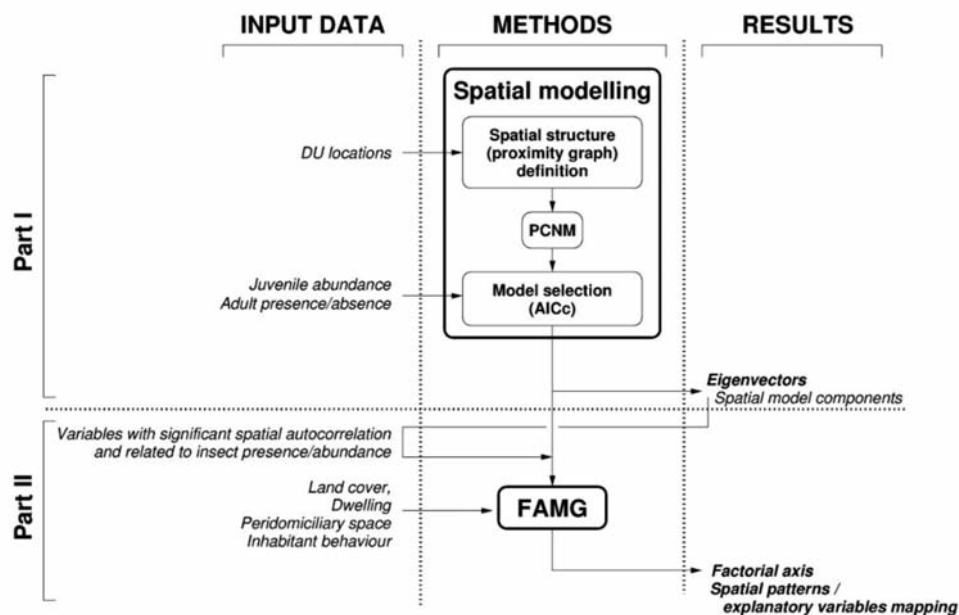 INPUT DATA
METHODS
RESULTS
Part I
Spatial modelling
Spatial structure
(proximity graph)
definition
DU locations
PCNM
Juvenile abundance
Adult presence/absence
Model selection
(AICc)
Eigenvectors
Spatial model components
Part II
Variables with significant spatial autocorrelation
and related to insect presence/abundance
Land cover,
Dwelling
Peridomiciliary space
Inhabitant behaviour
FAMG
Factorial axis
Spatial patterns /
explanatory variables mapping